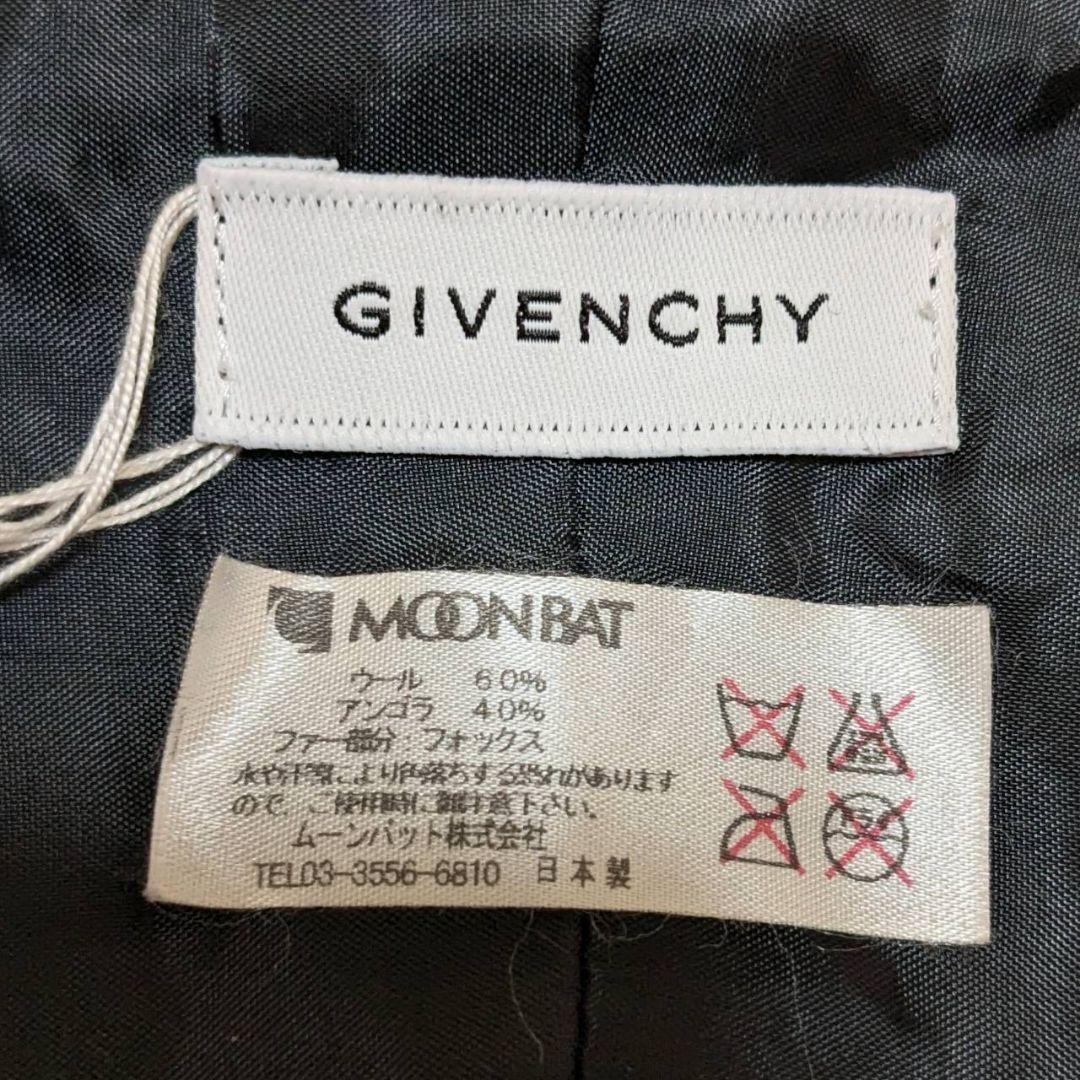 GIVENCHY
MOONBAT
ウール 60%
アンゴラ 40%
ファー部分:フォックス
水や汗等により色落ちする恐れがあります
ので、ご使用時に御注意下さい。
ムーンバット株式会社
TEL03-3556-6810 日本製